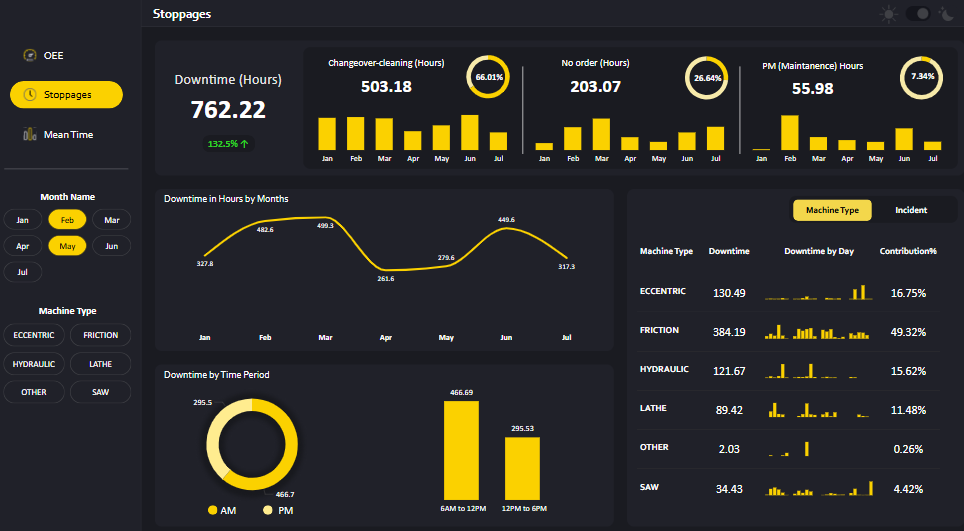 Stoppages
OEE
Stoppages
Mean Time
Month Name
Jan Feb Mar
Apr May Jun
Jul
Machine Type
ECCENTRIC FRICTION
HYDRAULIC LATHE
OTHER SAW
Downtime (Hours)
762.22
132.5% ↑
Changeover-cleaning (Hours)
503.18
66.01%
Jan Feb Mar Apr May Jun Jul
No order (Hours)
203.07
26.64%
Jan Feb Mar Apr May Jun Jul
PM (Maintanence) Hours
55.98
7.34%
Jan Feb Mar Apr May Jun Jul
Downtime in Hours by Months
327.8 482.6 499.3 261.6 279.6 449.6 317.3
Jan Feb Mar Apr May Jun Jul
Downtime by Time Period
295.5
466.7
AM PM
466.69
295.53
6AM to 12PM 12PM to 6PM
Machine Type Incident
Machine Type Downtime Downtime by Day Contribution%
ECCENTRIC 130.49 16.75%
FRICTION 384.19 49.32%
HYDRAULIC 121.67 15.62%
LATHE 89.42 11.48%
OTHER 2.03 0.26%
SAW 34.43 4.42%